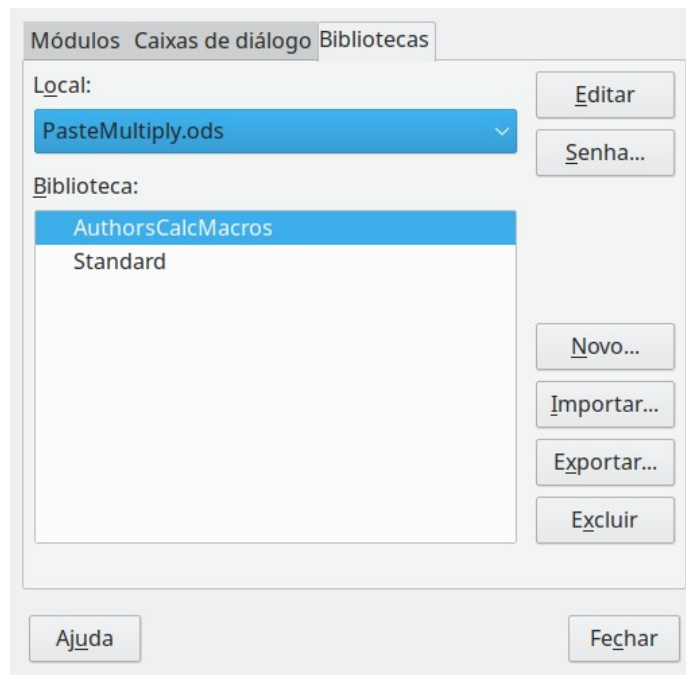 Módulos Caixas de diálogo Bibliotecas
Local:
Editar
PasteMultiply.ods
Senha...
Biblioteca:
AuthorsCalcMacros
Standard
Novo...
Importar...
Exportar...
Excluir
Ajuda
Fechar